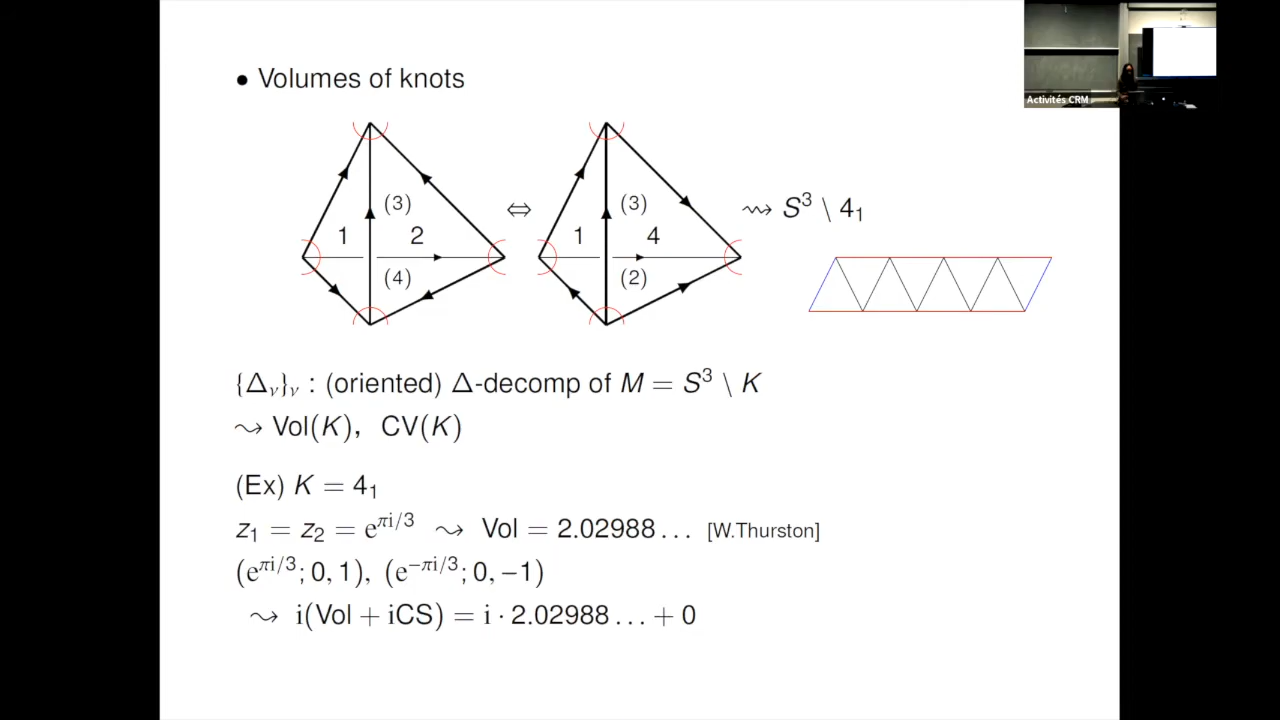 • Volumes of knots
Activités CRM
1 (3) 2 (4) ⇔ 1 (3) 4 (2) ⇝ S³ \ 4₁
{Δ_ν}_ν : (oriented) Δ-decomp of M = S³ \ K
⇝ Vol(K), CV(K)
(Ex) K = 4₁
z₁ = z₂ = e^{πi/3} ⇝ Vol = 2.02988 . . . [W.Thurston]
(e^{πi/3}; 0, 1), (e^{−πi/3}; 0, −1)
⇝ i(Vol + iCS) = i · 2.02988 . . . + 0